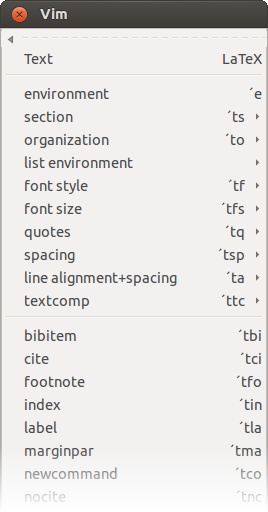 Vim
Text LaTeX
environment ´e
section ´ts
organization ´to
list environment
font style ´tf
font size ´tfs
quotes ´tq
spacing ´tsp
line alignment+spacing ´ta
textcomp ´ttc
bibitem ´tbi
cite ´tci
footnote ´tfo
index ´tin
label ´tla
marginpar ´tma
newcommand ´tco
nocite ´tnc